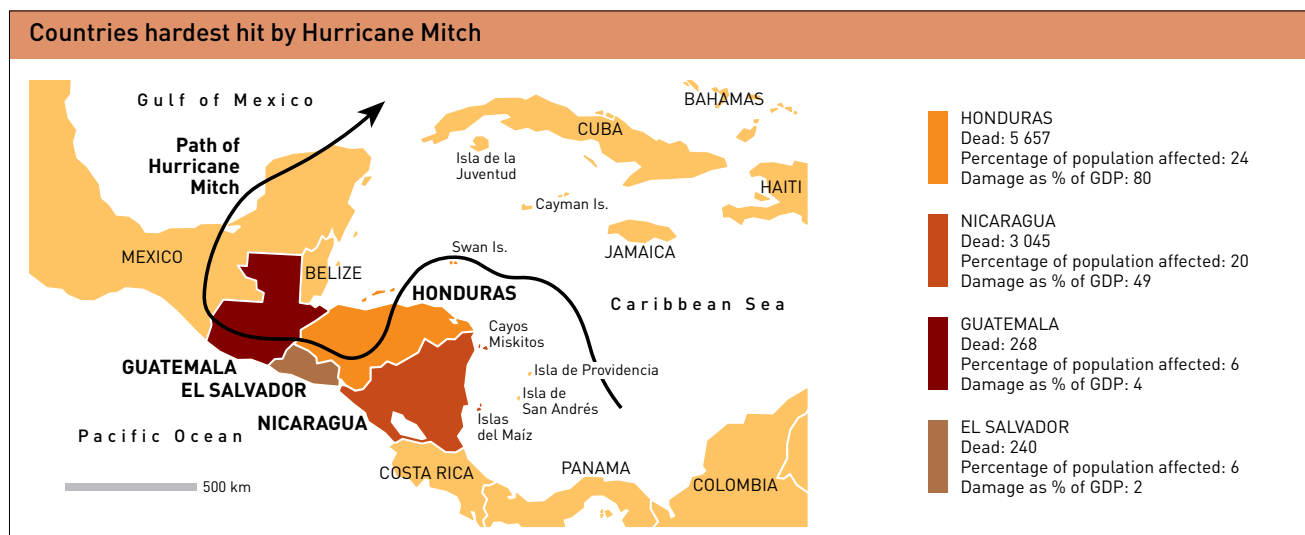 Countries hardest hit by Hurricane Mitch
Gulf of Mexico
BAHAMAS
Path of
Hurricane
Mitch
CUBA
Isla de la
Juventud
HAITI
Cayman Is.
JAMAICA
MEXICO
BELIZE
Swan Is.
HONDURAS
Caribbean Sea
Cayos
Miskitos
GUATEMALA
EL SALVADOR
Isla de Providencia
Isla de
San Andrés
NICARAGUA
Islas
del Maíz
Pacific Ocean
COSTA RICA
PANAMA
COLOMBIA
500 km
HONDURAS
Dead: 5 657
Percentage of population affected: 24
Damage as % of GDP: 80
NICARAGUA
Dead: 3 045
Percentage of population affected: 20
Damage as % of GDP: 49
GUATEMALA
Dead: 268
Percentage of population affected: 6
Damage as % of GDP: 4
EL SALVADOR
Dead: 240
Percentage of population affected: 6
Damage as % of GDP: 2